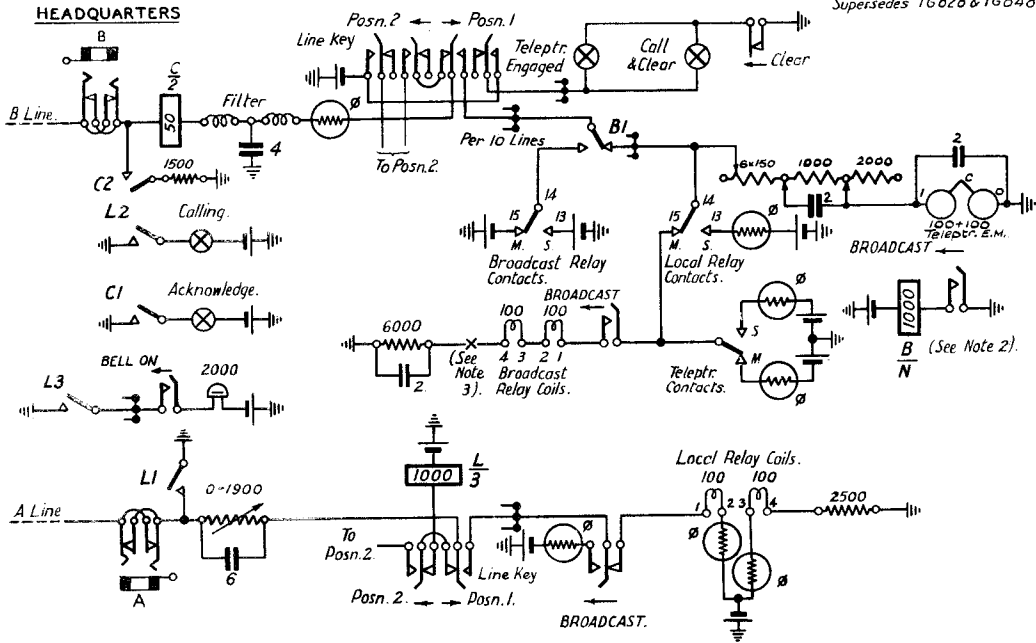 HEADQUARTERS
Supersedes TG828 & TG848
B
B Line
C/2
50
Filter
4
Line Key
Posn. 2 ← → Posn. 1
Ø
To Posn. 2.
Teleptr. Engaged
Call & Clear
← Clear
Per 10 Lines
B1
C2
1500
L2
Calling.
C1
Acknowledge.
BELL ON
L3
2000
14
15
13
M.
S.
Broadcast Relay Contacts.
14
15
13
M.
S.
Ø
Local Relay Contacts.
6×150
1000
2000
2
2
1
C
D
100+100
Teleptr. E.M.
BROADCAST
1000
B/N
(See Note 2).
6000
2
(See Note 3).
100
100
4 3 2 1
Broadcast Relay Coils.
BROADCAST
Teleptr. Contacts.
S
M
Ø
Ø
L1
A Line
0-1900
6
A
1000
L/3
To Posn. 2
Posn. 2. ← → Posn. 1.
Line Key
Ø
BROADCAST.
Local Relay Coils.
100
100
1 2 3 4
Ø
Ø
2500